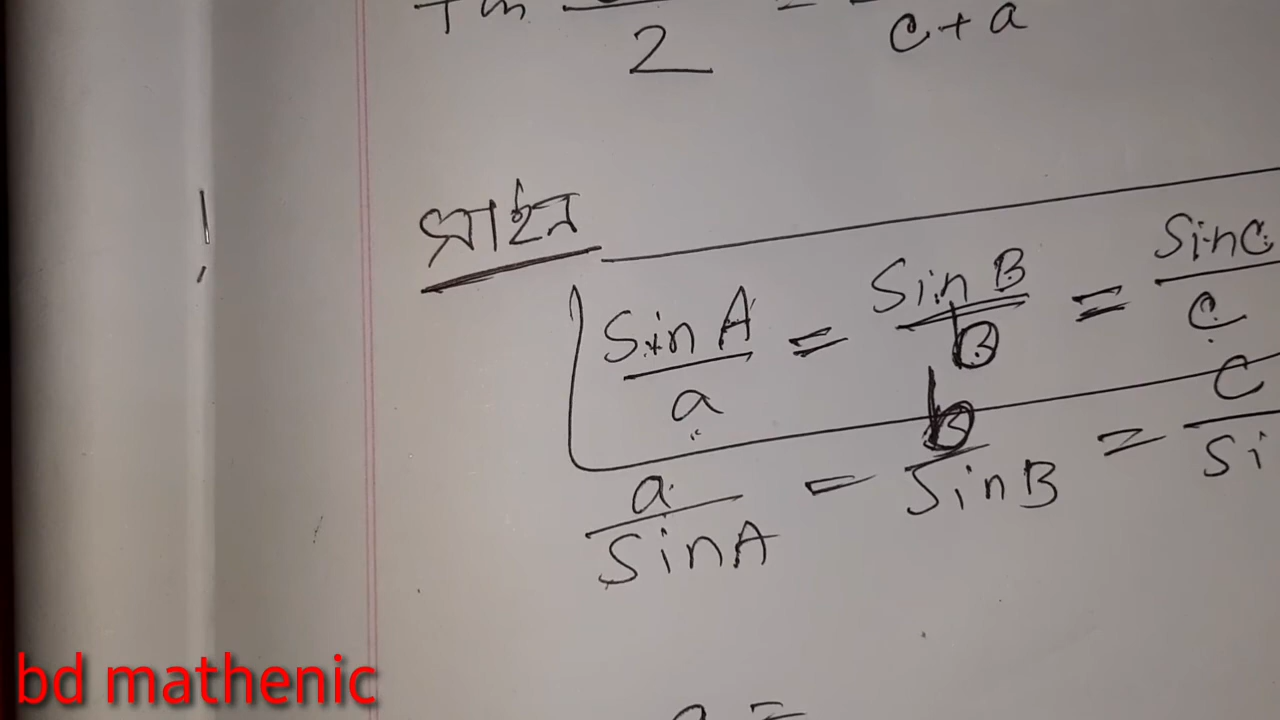 2
c + a
সাইন
Sin A / a = Sin B / b = Sin C / c
a / Sin A = b / Sin B = c / Si
a =
bd mathenic